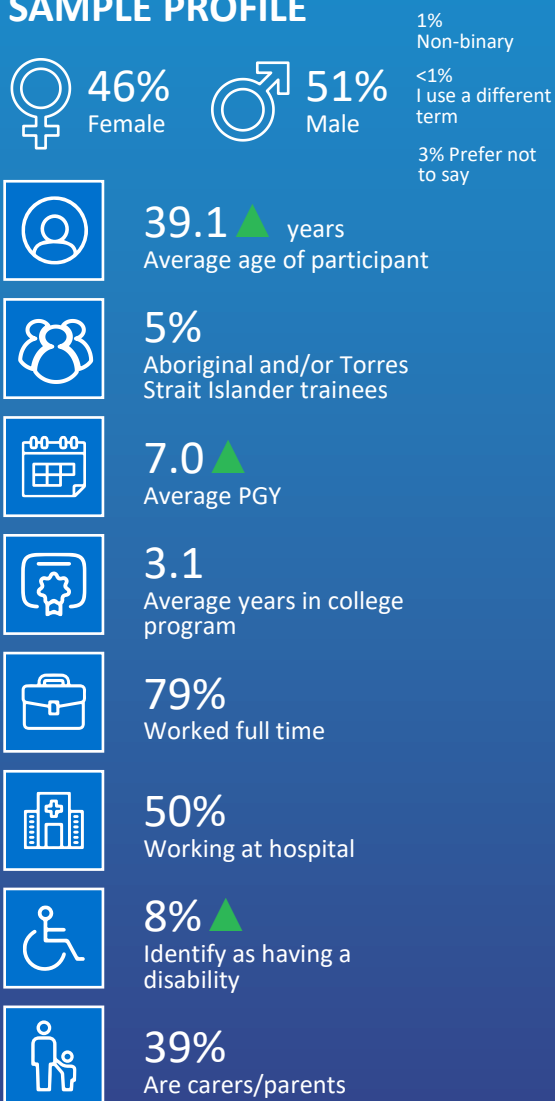 SAMPLE PROFILE
46%
Female
51%
Male
1%
Non-binary
<1%
I use a different
term
3% Prefer not
to say
39.1 years
Average age of participant
5%
Aboriginal and/or Torres
Strait Islander trainees
7.0
Average PGY
3.1
Average years in college
program
79%
Worked full time
50%
Working at hospital
8%
Identify as having a
disability
39%
Are carers/parents